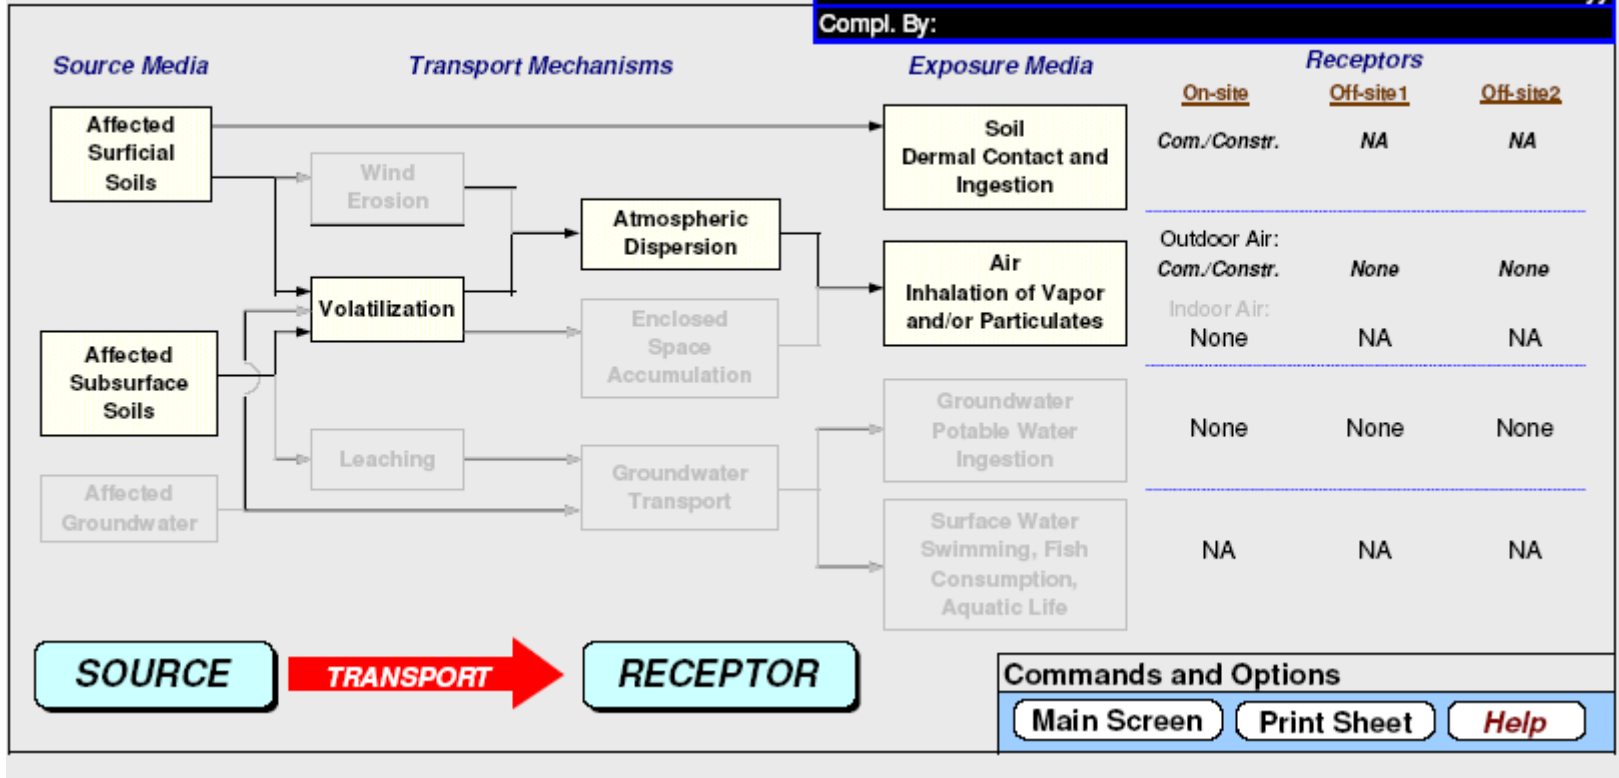 Compl. By:
Source Media
Transport Mechanisms
Exposure Media
Receptors
On-site
Off-site1
Off-site2
Affected
Surficial
Soils
Wind
Erosion
Atmospheric
Dispersion
Volatilization
Enclosed
Space
Accumulation
Affected
Subsurface
Soils
Leaching
Groundwater
Transport
Affected
Groundwater
Soil
Dermal Contact and
Ingestion
Com./Constr. NA NA
Air
Inhalation of Vapor
and/or Particulates
Outdoor Air:
Com./Constr. None None
Indoor Air:
None NA NA
Groundwater
Potable Water
Ingestion
None None None
Surface Water
Swimming, Fish
Consumption,
Aquatic Life
NA NA NA
SOURCE
TRANSPORT
RECEPTOR
Commands and Options
Main Screen
Print Sheet
Help